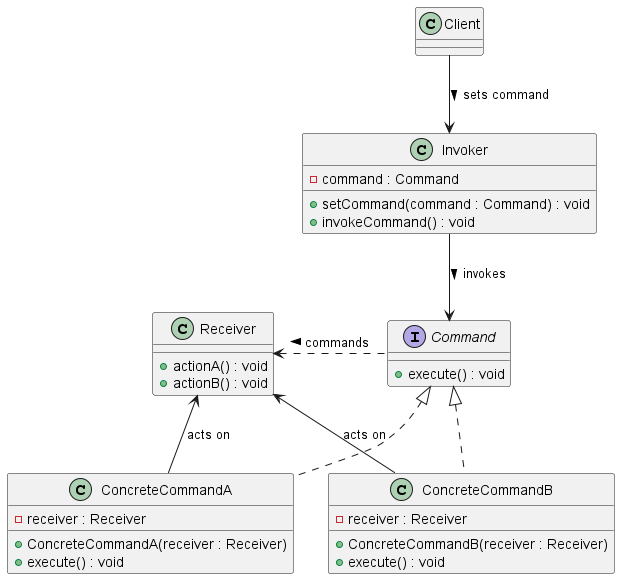 Client
sets command
Invoker
command : Command
setCommand(command : Command) : void
invokeCommand() : void
invokes
Receiver
actionA() : void
actionB() : void
commands
Command
execute() : void
acts on
acts on
ConcreteCommandA
receiver : Receiver
ConcreteCommandA(receiver : Receiver)
execute() : void
ConcreteCommandB
receiver : Receiver
ConcreteCommandB(receiver : Receiver)
execute() : void